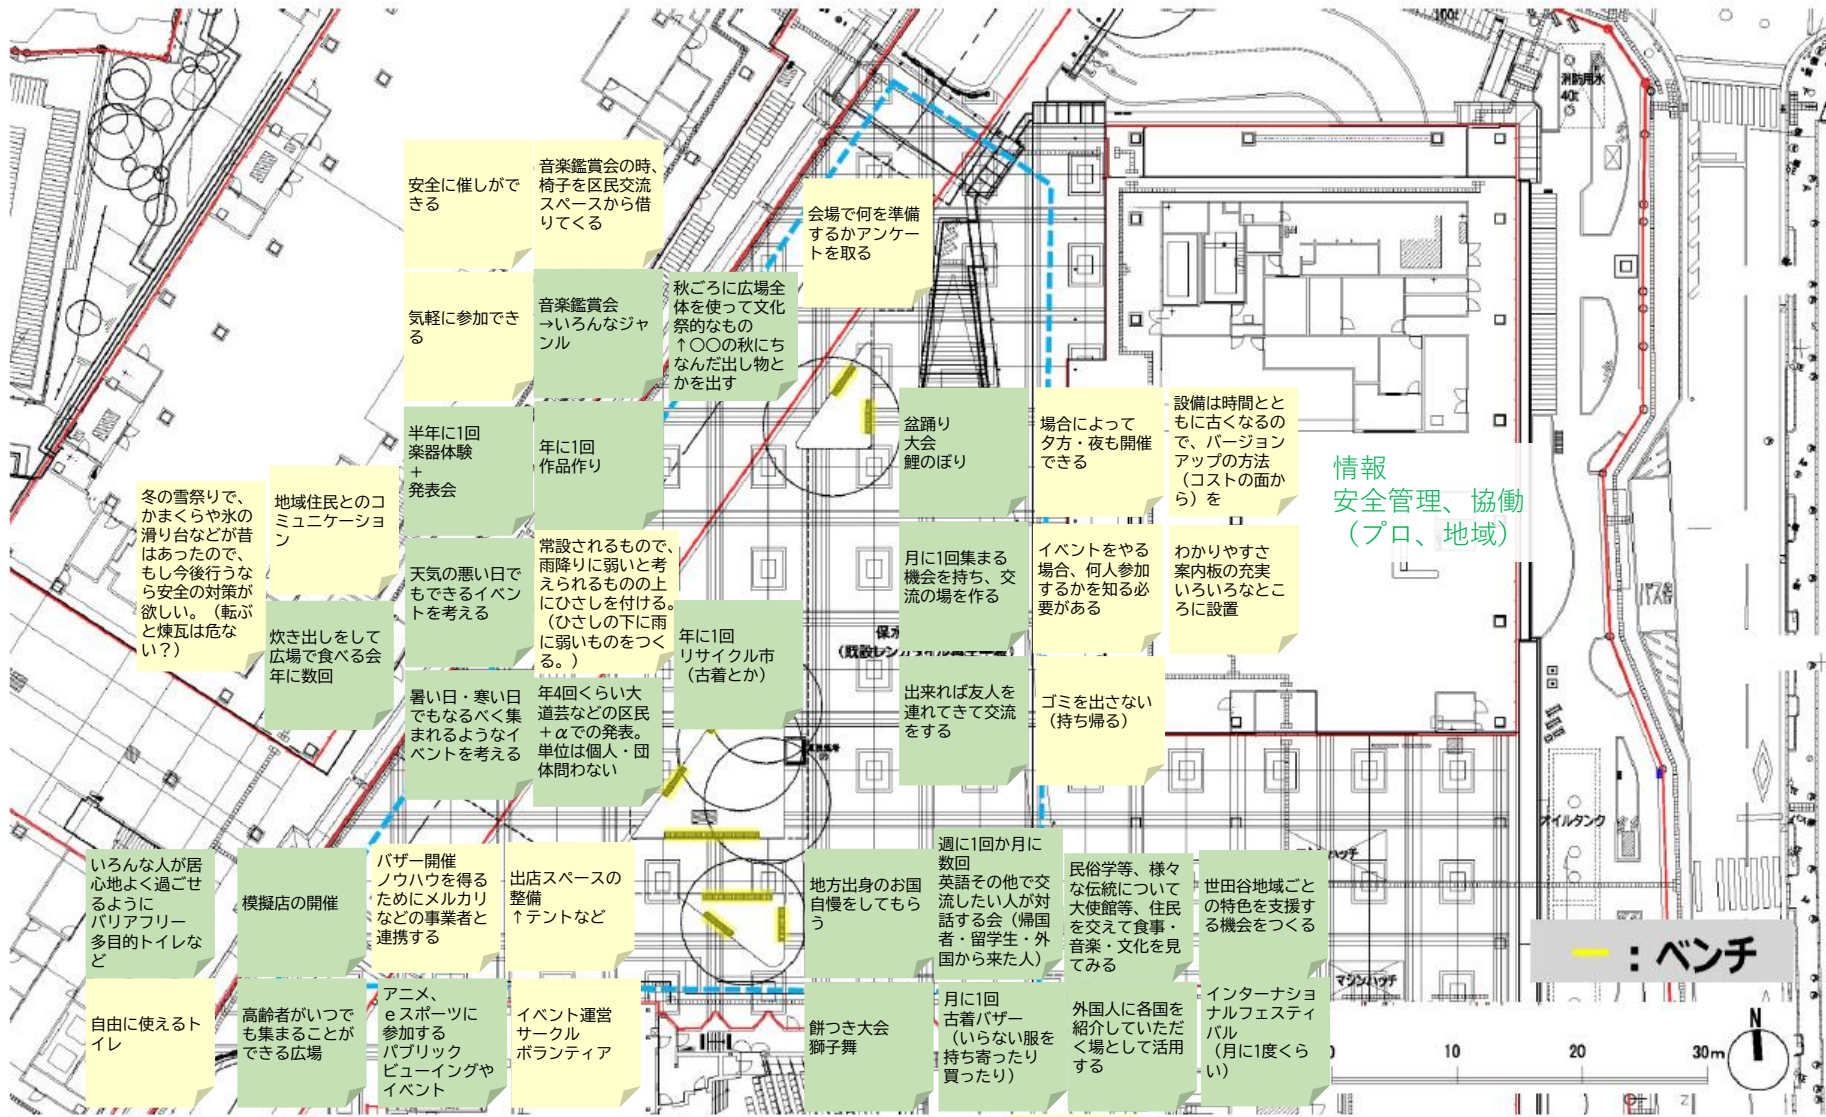 100t
消防用水
40t
安全に催しがで
きる
音楽鑑賞会の時、
椅子を区民交流
スペースから借
りてくる
会場で何を準備
するかアンケー
トを取る
気軽に参加でき
る
音楽鑑賞会
→いろんなジャ
ンル
秋ごろに広場全
体を使って文化
祭的なもの
↑〇〇の秋にち
なんだ出し物と
かを出す
半年に1回
楽器体験
+
発表会
年に1回
作品作り
盆踊り
大会
鯉のぼり
場合によって
夕方・夜も開催
できる
設備は時間とと
もに古くなるの
で、バージョン
アップの方法
(コストの面か
ら)を
情報
安全管理、協働
(プロ、地域)
冬の雪祭りで、
かまくらや氷の
滑り台などが昔
はあったので、
もし今後行うな
ら安全の対策が
欲しい。(転ぶ
と煉瓦は危な
い?)
地域住民とのコ
ミュニケーショ
ン
天気の悪い日で
もできるイベン
トを考える
常設されるもので、
雨降りに弱いと考
えられるものの上
にひさしを付ける。
(ひさしの下に雨
に弱いものをつく
る。)
月に1回集まる
機会を持ち、交
流の場を作る
イベントをやる
場合、何人参加
するかを知る必
要がある
わかりやすさ
案内板の充実
いろいろなとこ
ろに設置
バス停
炊き出しをして
広場で食べる会
年に数回
年に1回
リサイクル市
(古着とか)
保水
暑い日・寒い日
でもなるべく集
まれるようなイ
ベントを考える
年4回くらい大
道芸などの区民
+αでの発表。
単位は個人・団
体問わない
出来れば友人を
連れてきて交流
をする
ゴミを出さない
(持ち帰る)
オイルタンク
いろんな人が居
心地よく過ごせ
るように
バリアフリー
多目的トイレな
ど
模擬店の開催
バザー開催
ノウハウを得る
ためにメルカリ
などの事業者と
連携する
出店スペースの
整備
↑テントなど
地方出身のお国
自慢をしてもら
う
週に1回か月に
数回
英語その他で交
流したい人が対
話する会(帰国
者・留学生・外
国から来た人)
民俗学等、様々
な伝統について
大使館等、住民
を交えて食事・
音楽・文化を見
てみる
世田谷地域ごと
の特色を支援す
る機会をつくる
:ベンチ
マシンハッチ
自由に使えるト
イレ
高齢者がいつで
も集まることが
できる広場
アニメ、
eスポーツに
参加する
パブリック
ビューイングや
イベント
イベント運営
サークル
ボランティア
餅つき大会
獅子舞
月に1回
古着バザー
(いらない服を
持ち寄ったり
買ったり)
外国人に各国を
紹介していただ
く場として活用
する
インターナショ
ナルフェスティ
バル
(月に1度くら
い)
10 20 30m
N